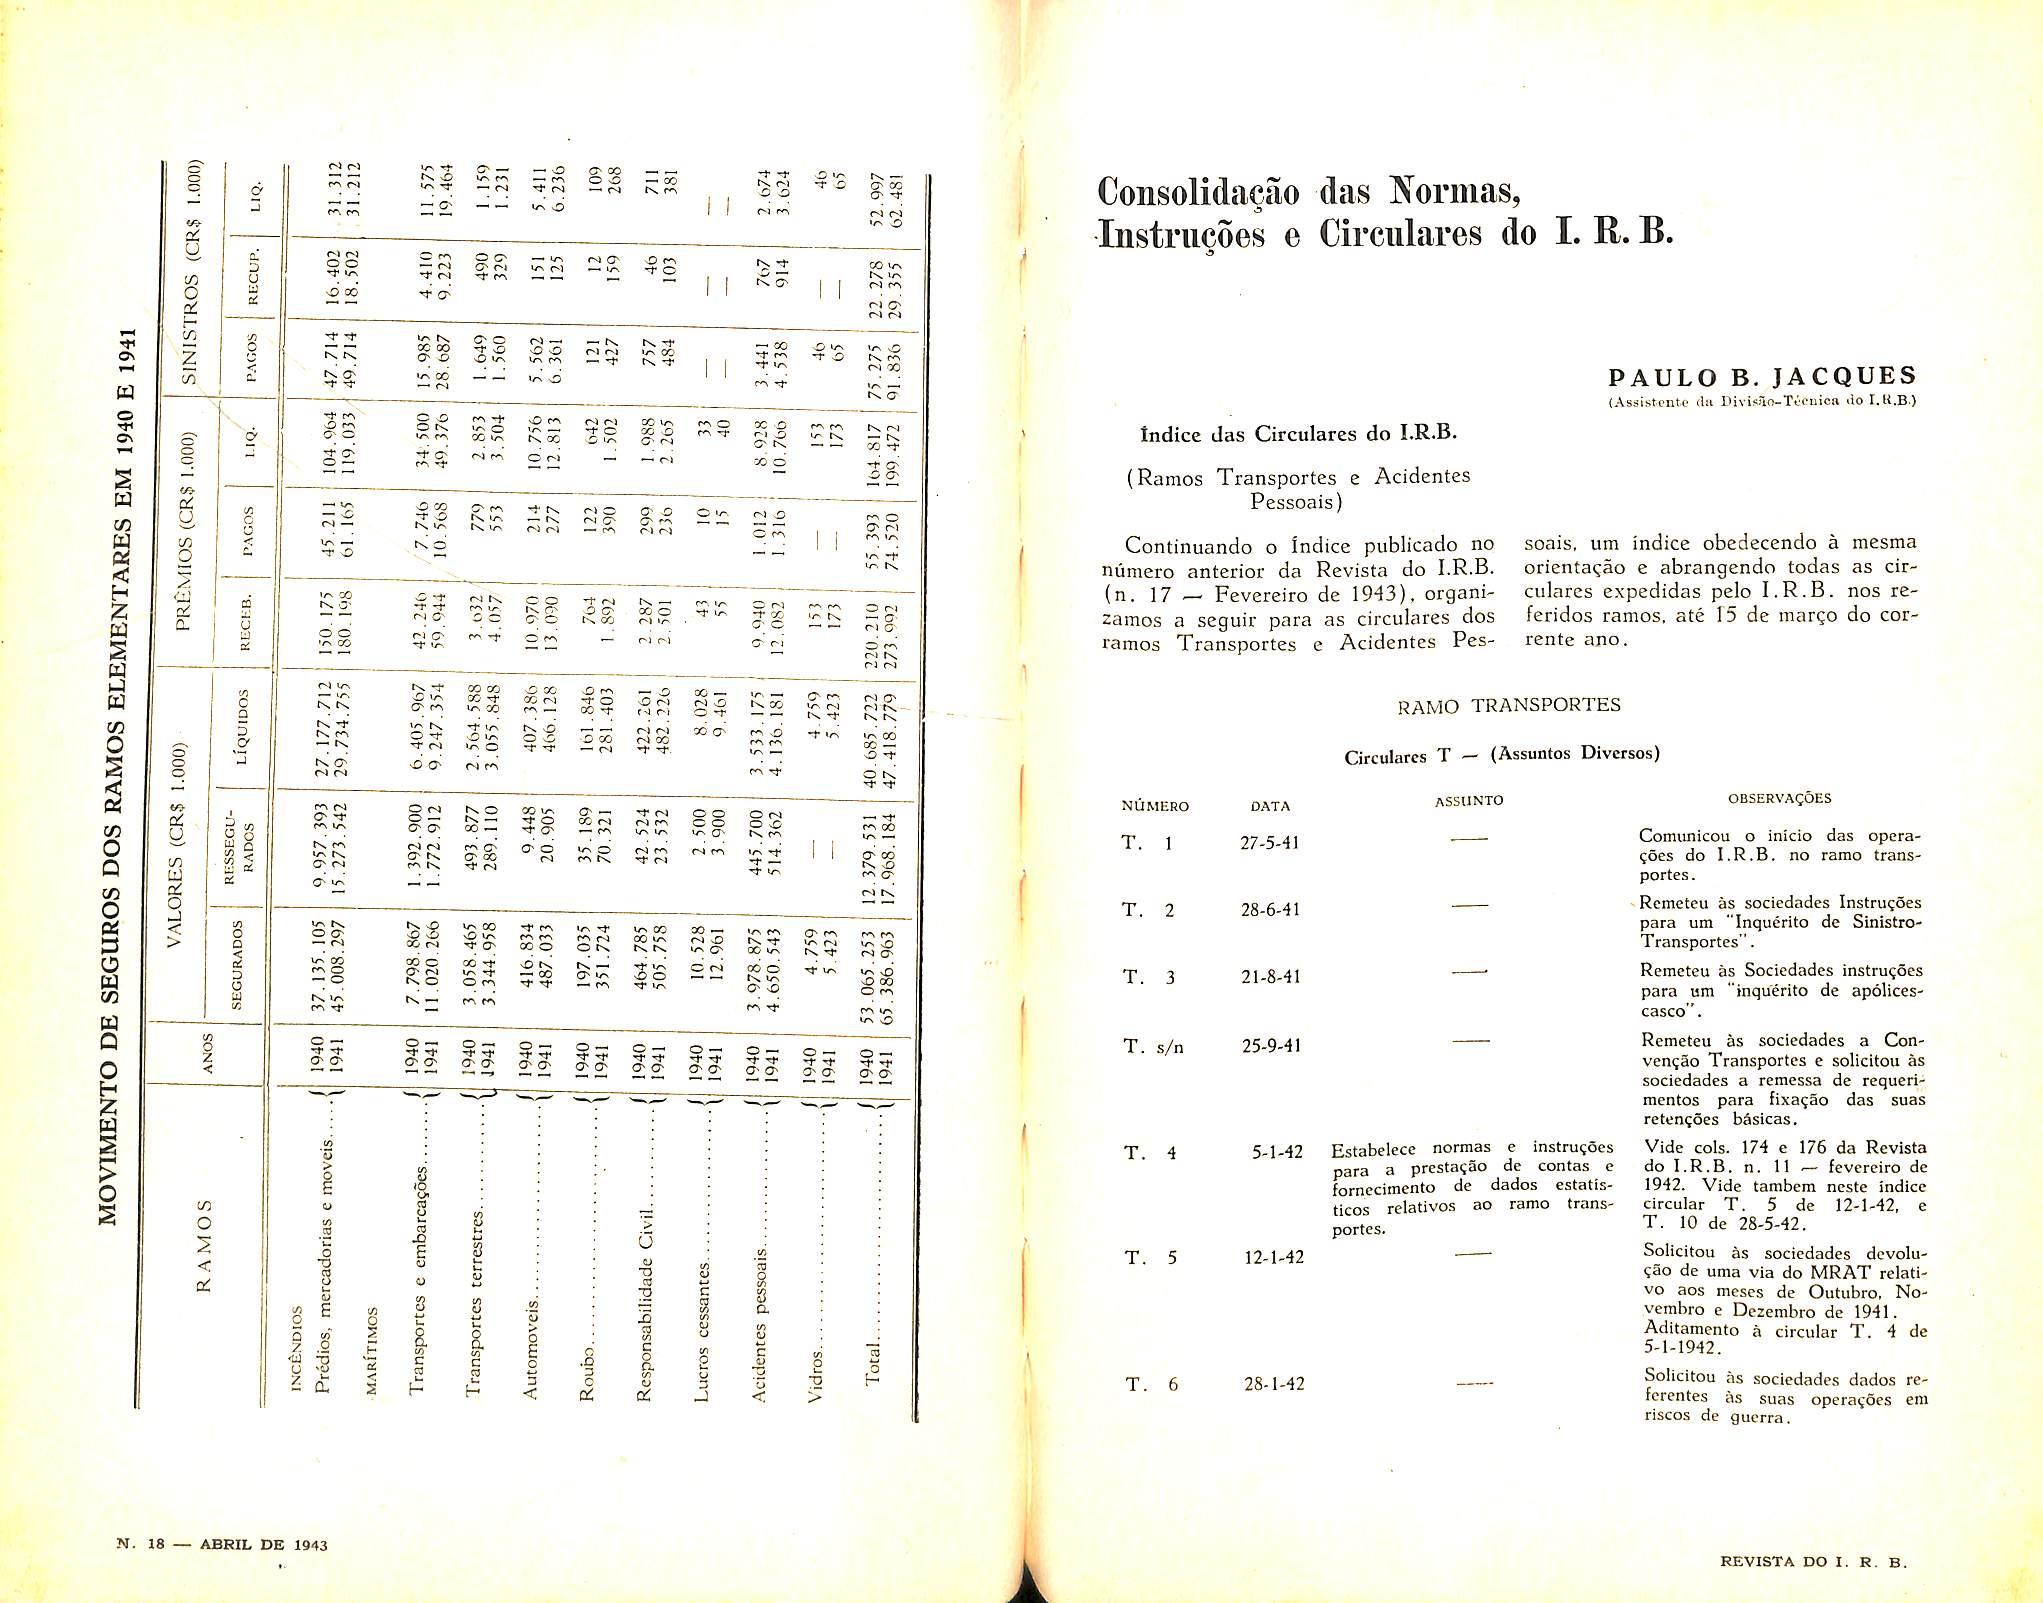 MOVIMENTO DE SEGUROS DOS RAMOS ELEMENTARES EM 1940 E 1941
RAMOS ANOS VALORES (CR$ 1.000) PRÊMIOS (CR$ 1.000) SINISTROS (CR$ 1.000)
SEGURADOS RESSEGU- LÍQUIDOS RECEB. PAGOS LIQ. PAGOS RECUP. LIQ.
RADOS
INCÊNDIOS
Prédios, mercadorias e moveis.... 1940 37.135.105 9.957.393 27.177.712 150.175 45.211 104.964 47.714 16.402 31.312
1941 45.008.297 15.273.542 29.734.755 180.198 61.165 119.033 49.714 18.502 31.212
MARÍTIMOS
Transportes e embarcações....... 1940 7.798.867 1.392.900 6.405.967 42.246 7.746 34.500 15.985 4.410 11.575
1941 11.020.266 1.772.912 9.247.354 59.944 10.568 49.376 28.687 9.223 19.464
Transportes terrestres............ 1940 3.058.465 493.877 2.564.588 3.632 779 2.853 1.649 490 1.159
1941 3.344.958 289.110 3.055.848 4.057 553 3.504 1.560 329 1.231
Automoveis..................... 1940 416.834 9.448 407.386 10.970 214 10.756 5.562 151 5.411
1941 487.033 20.905 466.128 13.090 277 12.813 6.361 125 6.236
Roubo......................... 1940 197.035 35.189 161.846 764 122 642 121 12 109
1941 351.724 70.321 281.403 1.892 390 1.502 427 159 268
Responsabilidade Civil............ 1940 464.785 42.524 422.261 2.287 299 1.988 757 46 711
1941 505.758 23.532 482.226 2.501 236 2.265 484 103 381
Lucros cessantes................. 1940 10.528 2.500 8.028 43 10 33 — — —
1941 12.961 3.900 9.461 55 15 40 — — —
Acidentes pessoais............... 1940 3.978.875 445.700 3.533.175 9.940 1.012 8.928 3.441 767 2.674
1941 4.650.543 514.362 4.136.181 12.082 1.316 10.766 4.538 914 3.624
Vidros......................... 1940 4.759 — 4.759 153 — 153 46 — 46
1941 5.423 — 5.423 173 — 173 65 — 65
Total....................... 1940 53.065.253 12.379.531 40.685.722 220.210 55.393 164.817 75.275 22.278 52.997
1941 65.386.963 17.968.184 47.418.779 273.992 74.520 199.472 91.836 29.355 62.481
N. 18 — ABRIL DE 1943
Consolidação das Normas,
Instruções e Circulares do I. R. B.
PAULO B. JACQUES
(Assistente da Divisão-Técnica do I.R.B.)
Índice das Circulares do I.R.B.
(Ramos Transportes e Acidentes
Pessoais)
Continuando o índice publicado no
número anterior da Revista do I.R.B.
(n. 17 — Fevereiro de 1943), organi-
zamos a seguir para as circulares dos
ramos Transportes e Acidentes Pes-
soais, um índice obedecendo à mesma
orientação e abrangendo todas as cir-
culares expedidas pelo I.R.B. nos re-
feridos ramos, até 15 de março do cor-
rente ano.
RAMO TRANSPORTES
Circulares T — (Assuntos Diversos)
NÚMERO DATA ASSUNTO OBSERVAÇÕES
T. 1 27-5-41 — Comunicou o início das opera-
ções do I.R.B. no ramo trans-
portes.
T. 2 28-6-41 — Remeteu às sociedades Instruções
para um "Inquérito de Sinistro-
Transportes".
T. 3 21-8-41 — Remeteu às Sociedades instruções
para um "inquérito de apólices-
casco".
T. s/n 25-9-41 — Remeteu às sociedades a Con-
venção Transportes e solicitou às
sociedades a remessa de requeri-
mentos para fixação das suas
retenções básicas.
T. 4 5-1-42 Estabelece normas e instruções
para a prestação de contas e
fornecimento de dados estatís-
ticos relativos ao ramo trans-
portes.
Vide cols. 174 e 176 da Revista
do I.R.B. n. 11 — fevereiro de
1942. Vide tambem neste índice
circular T. 5 de 12-1-42, e
T. 10 de 28-5-42.
T. 5 12-1-42 — Solicitou às sociedades devolu-
ção de uma via do MRAT relati-
vo aos meses de Outubro, No-
vembro e Dezembro de 1941.
Aditamento à circular T. 4 de
5-1-1942.
T. 6 28-1-42 — Solicitou às sociedades dados re-
ferentes às suas operações em
riscos de guerra.
REVISTA DO I. R. B.